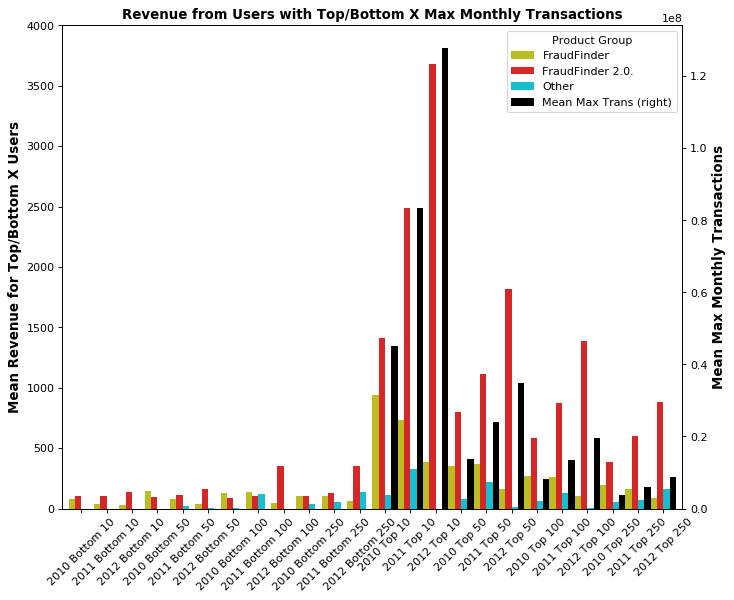 Revenue from Users with Top/Bottom X Max Monthly Transactions
1e8
Product Group
FraudFinder
FraudFinder 2.0.
Other
Mean Max Trans (right)
Mean Revenue for Top/Bottom X Users
4000
3500
3000
2500
2000
1500
1000
500
0
1.2
1.0
0.8
0.6
0.4
0.2
0.0
Mean Max Monthly Transactions
2010 Bottom 10
2011 Bottom 10
2012 Bottom 10
2010 Bottom 50
2011 Bottom 50
2012 Bottom 50
2010 Bottom 100
2011 Bottom 100
2012 Bottom 100
2010 Bottom 250
2011 Bottom 250
2012 Bottom 250
2010 Top 10
2011 Top 10
2012 Top 10
2010 Top 50
2011 Top 50
2012 Top 50
2010 Top 100
2011 Top 100
2012 Top 100
2010 Top 250
2011 Top 250
2012 Top 250